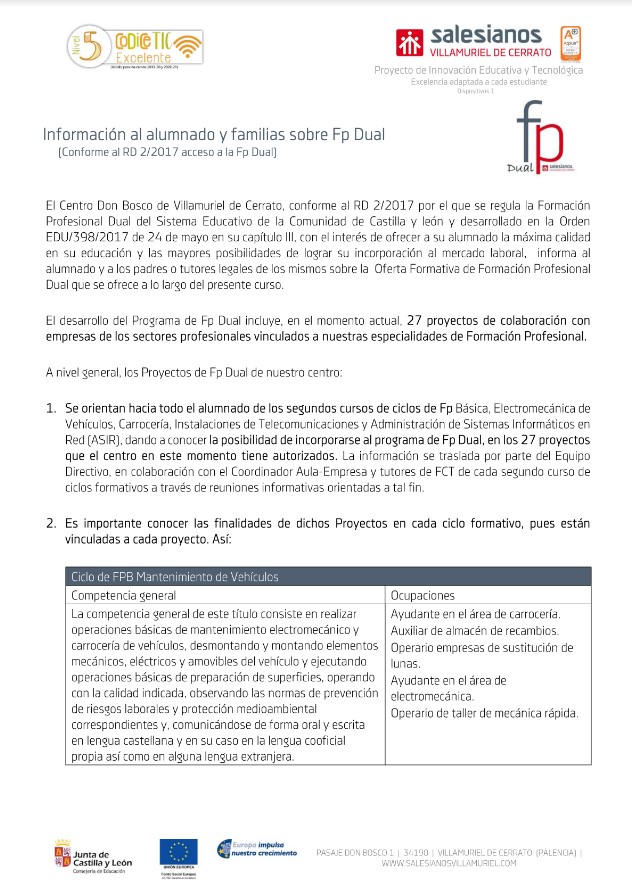 Nivel 5
CODICETIC
Excelente
salesianos
VILLAMURIEL DE CERRATO
A+
Proyecto de Innovación Educativa y Tecnológica
Excelencia adaptada a cada estudiante
Dispositivos 1
Información al alumnado y familias sobre Fp Dual
(Conforme al RD 2/2017 acceso a la Fp Dual)
fp
Dual salesianos
El Centro Don Bosco de Villamuriel de Cerrato, conforme al RD 2/2017 por el que se regula la Formación
Profesional Dual del Sistema Educativo de la Comunidad de Castilla y león y desarrollado en la Orden
EDU/398/2017 de 24 de mayo en su capítulo III, con el interés de ofrecer a su alumnado la máxima calidad
en su educación y las mayores posibilidades de lograr su incorporación al mercado laboral, informa al
alumnado y a los padres o tutores legales de los mismos sobre la Oferta Formativa de Formación Profesional
Dual que se ofrece a lo largo del presente curso.
El desarrollo del Programa de Fp Dual incluye, en el momento actual, 27 proyectos de colaboración con
empresas de los sectores profesionales vinculados a nuestras especialidades de Formación Profesional.
A nivel general, los Proyectos de Fp Dual de nuestro centro:
1. Se orientan hacia todo el alumnado de los segundos cursos de ciclos de Fp Básica, Electromecánica de
Vehículos, Carrocería, Instalaciones de Telecomunicaciones y Administración de Sistemas Informáticos en
Red (ASIR), dando a conocer la posibilidad de incorporarse al programa de Fp Dual, en los 27 proyectos
que el centro en este momento tiene autorizados. La información se traslada por parte del Equipo
Directivo, en colaboración con el Coordinador Aula-Empresa y tutores de FCT de cada segundo curso de
ciclos formativos a través de reuniones informativas orientadas a tal fin.
2. Es importante conocer las finalidades de dichos Proyectos en cada ciclo formativo, pues están
vinculadas a cada proyecto. Así:
Ciclo de FPB Mantenimiento de Vehículos
Competencia general
La competencia general de este título consiste en realizar
operaciones básicas de mantenimiento electromecánico y
carrocería de vehículos, desmontando y montando elementos
mecánicos, eléctricos y amovibles del vehículo y ejecutando
operaciones básicas de preparación de superficies, operando
con la calidad indicada, observando las normas de prevención
de riesgos laborales y protección medioambiental
correspondientes y, comunicándose de forma oral y escrita
en lengua castellana y en su caso en la lengua cooficial
propia así como en alguna lengua extranjera.
Ocupaciones
Ayudante en el área de carrocería.
Auxiliar de almacén de recambios.
Operario empresas de sustitución de
lunas.
Ayudante en el área de
electromecánica.
Operario de taller de mecánica rápida.
Junta de
Castilla y León
Consejería de Educación
UNIÓN EUROPEA
Fondo Social Europeo
Europa impulsa
nuestro crecimiento
PASAJE DON BOSCO 1 | 34190 | VILLAMURIEL DE CERRATO (PALENCIA) |
WWW.SALESIANOSVILLAMURIEL.COM